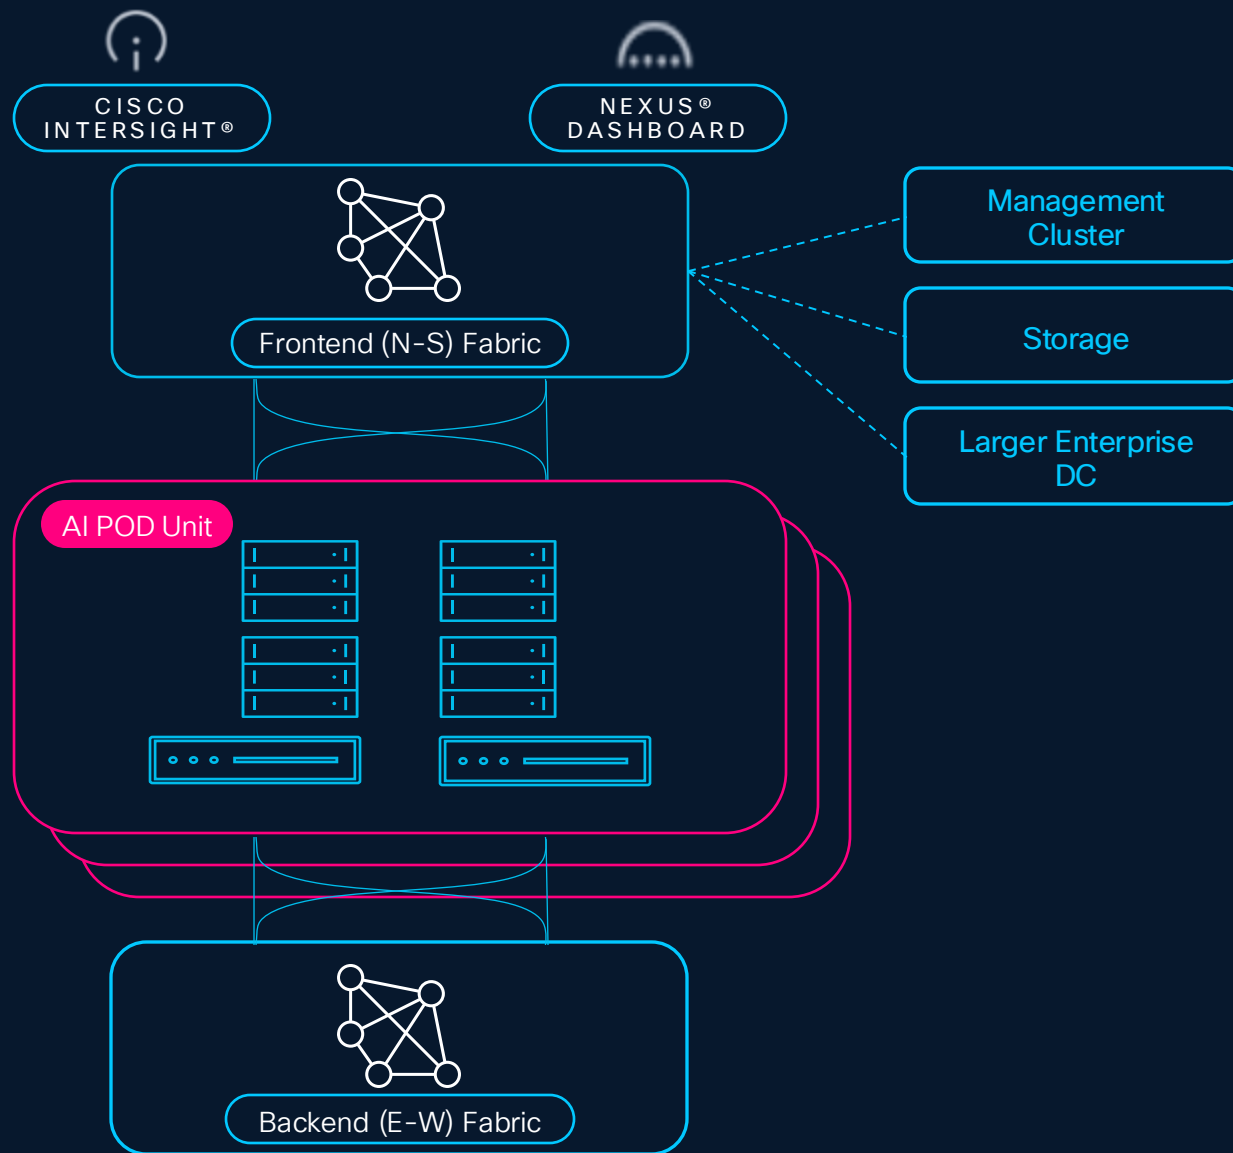 CISCO
INTERSIGHT®
NEXUS®
DASHBOARD
Management
Cluster
Frontend (N-S) Fabric
Storage
Larger Enterprise
DC
AI POD Unit
Backend (E-W) Fabric